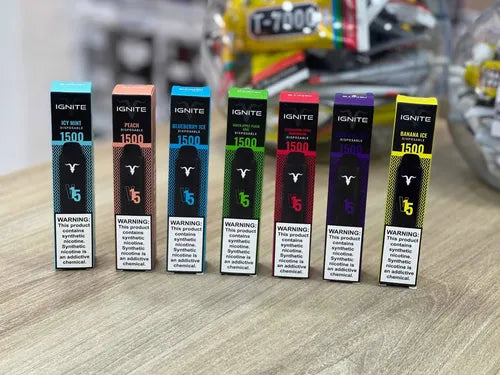 T-7000
ICY MINT
IGNITE
DISPOSABLE
1500
V15
WARNING:
This product
contains
synthetic
nicotine.
Synthetic
nicotine is
an addictive
chemical.
PEACH
IGNITE
DISPOSABLE
1500
V15
WARNING:
This product
contains
synthetic
nicotine.
Synthetic
nicotine is
an addictive
chemical.
IGNITE
BLUEBERRY ICE
DISPOSABLE
1500
V15
WARNING:
This product
contains
synthetic
nicotine.
Synthetic
nicotine is
an addictive
chemical.
IGNITE
ICE
DISPOSABLE
1500
V15
WARNING:
This product
contains
synthetic
nicotine.
Synthetic
nicotine is
an addictive
chemical.
IGNITE
DISPOSABLE
1500
V15
WARNING:
This product
contains
synthetic
nicotine.
Synthetic
nicotine is
an addictive
chemical.
IGNITE
DISPOSABLE
1500
V15
WARNING:
This product
contains
synthetic
nicotine.
Synthetic
nicotine is
an addictive
chemical.
IGNITE
BANANA ICE
DISPOSABLE
1500
V15
WARNING:
This product
contains
synthetic
nicotine.
Synthetic
nicotine is
an addictive
chemical.